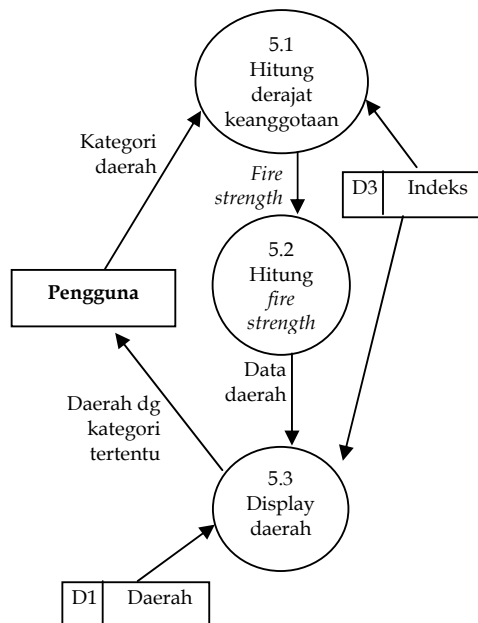 5.1
Hitung
derajat
keanggotaan
Kategori
daerah
Fire
strength
D3 Indeks
5.2
Hitung
fire
strength
Pengguna
Data
daerah
Daerah dg
kategori
tertentu
5.3
Display
daerah
D1 Daerah